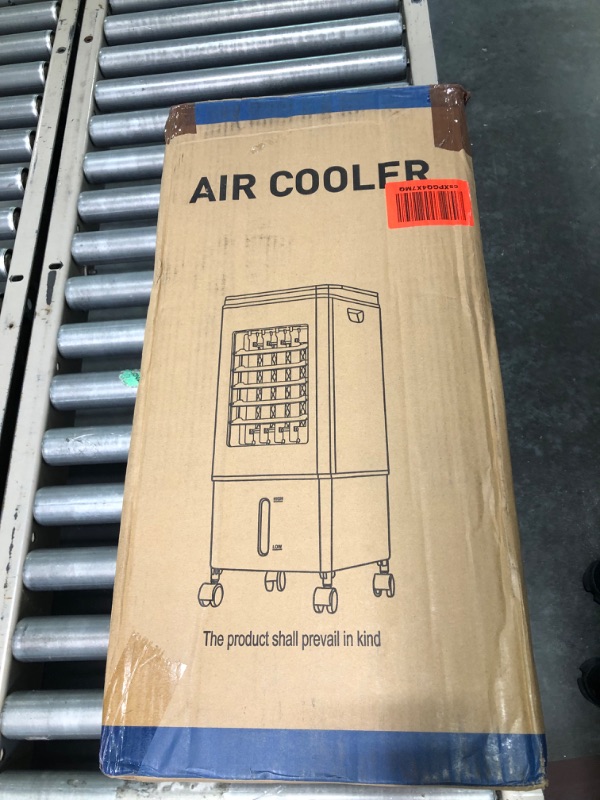 AIR COOLER
The product shall prevail in kind